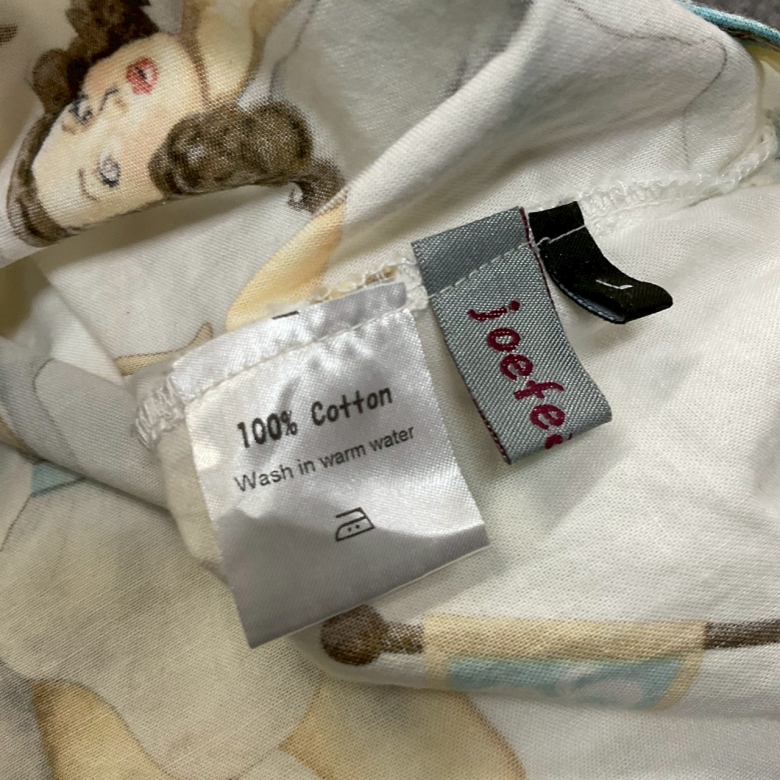 100% Cotton
Wash in warm water
joefe